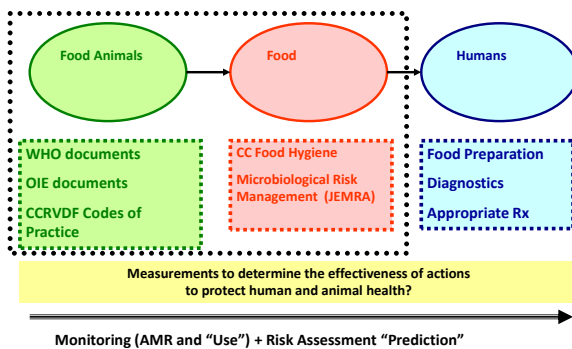 Food Animals
Food
Humans
WHO documents
OIE documents
CCRVDF Codes of
Practice
CC Food Hygiene
Microbiological Risk
Management (JEMRA)
Food Preparation
Diagnostics
Appropriate Rx
Measurements to determine the effectiveness of actions
to protect human and animal health?
Monitoring (AMR and “Use”) + Risk Assessment “Prediction”